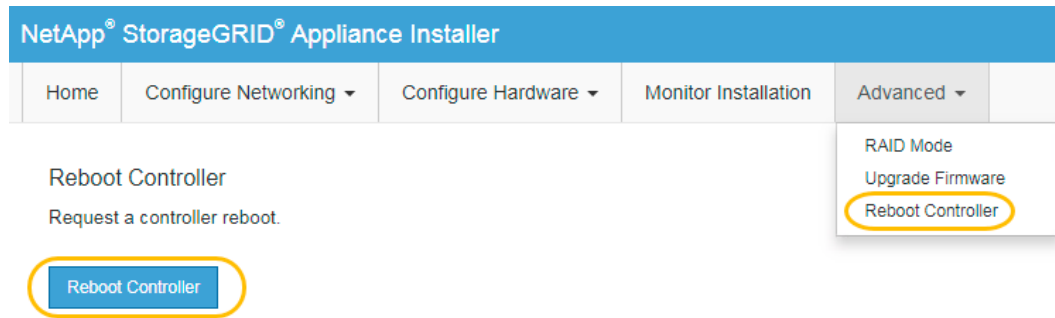 NetApp® StorageGRID® Appliance Installer
Home Configure Networking Configure Hardware Monitor Installation Advanced
RAID Mode
Upgrade Firmware
Reboot Controller
Reboot Controller
Request a controller reboot.
Reboot Controller